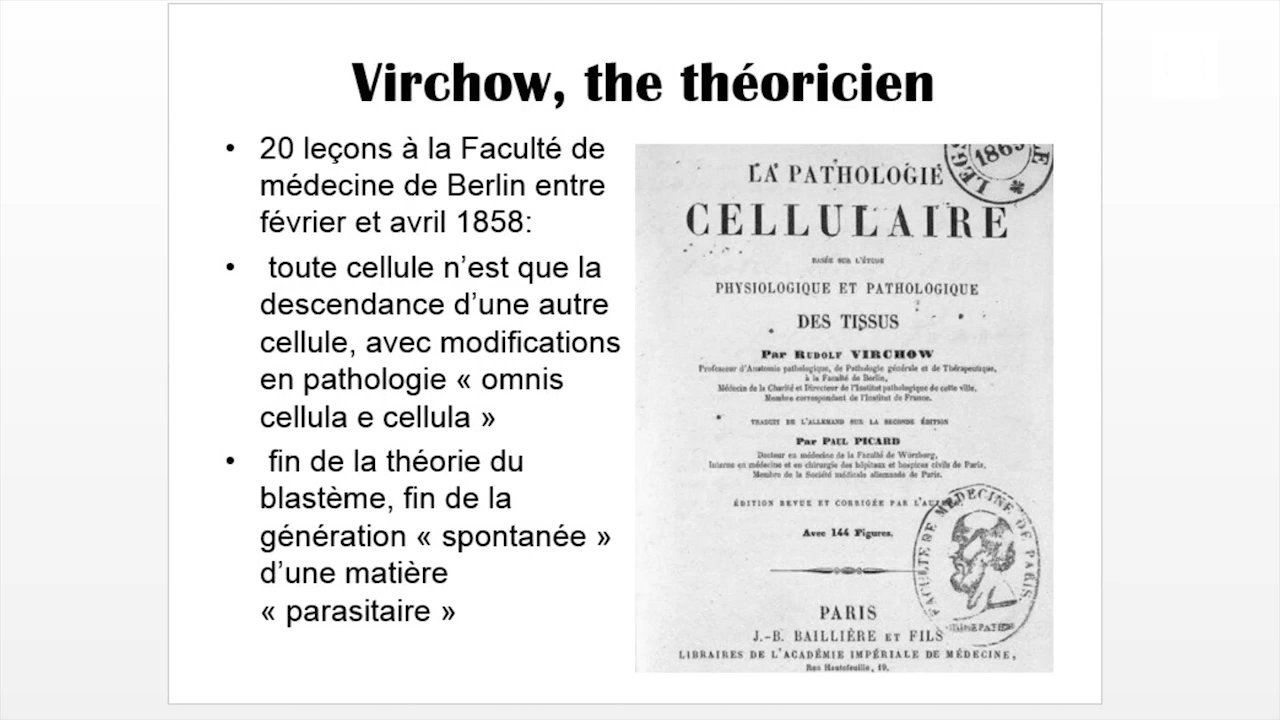 Virchow, the théoricien
• 20 leçons à la Faculté de
médecine de Berlin entre
février et avril 1858:
• toute cellule n’est que la
descendance d’une autre
cellule, avec modifications
en pathologie « omnis
cellula e cellula »
• fin de la théorie du
blastème, fin de la
génération « spontanée »
d’une matière
« parasitaire »
LA PATHOLOGIE
CELLULAIRE
BASÉE SUR L'ÉTUDE
PHYSIOLOGIQUE ET PATHOLOGIQUE
DES TISSUS
Par RUDOLF VIRCHOW
Professeur d'Anatomie pathologique, de Pathologie générale et de Thérapeutique,
à la Faculté de Berlin,
Médecin de la Charité et Directeur de l'Institut pathologique de cette ville,
Membre correspondant de l'Institut de France.
TRADUIT DE L'ALLEMAND SUR LA SECONDE ÉDITION
Par PAUL PICARD
Docteur en médecine de la Faculté de Würzburg,
Interne en médecine et en chirurgie des hôpitaux et hospices civils de Paris,
Membre de la Société médicale allemande de Paris.
ÉDITION REVUE ET CORRIGÉE PAR L'AUT
Avec 144 Figures.
FACULTÉ DE MÉDECINE DE PARIS
PARIS
J.-B. BAILLIÈRE ET FILS
LIBRAIRES DE L'ACADÉMIE IMPÉRIALE DE MÉDECINE,
Rue Hautefeuille, 19.